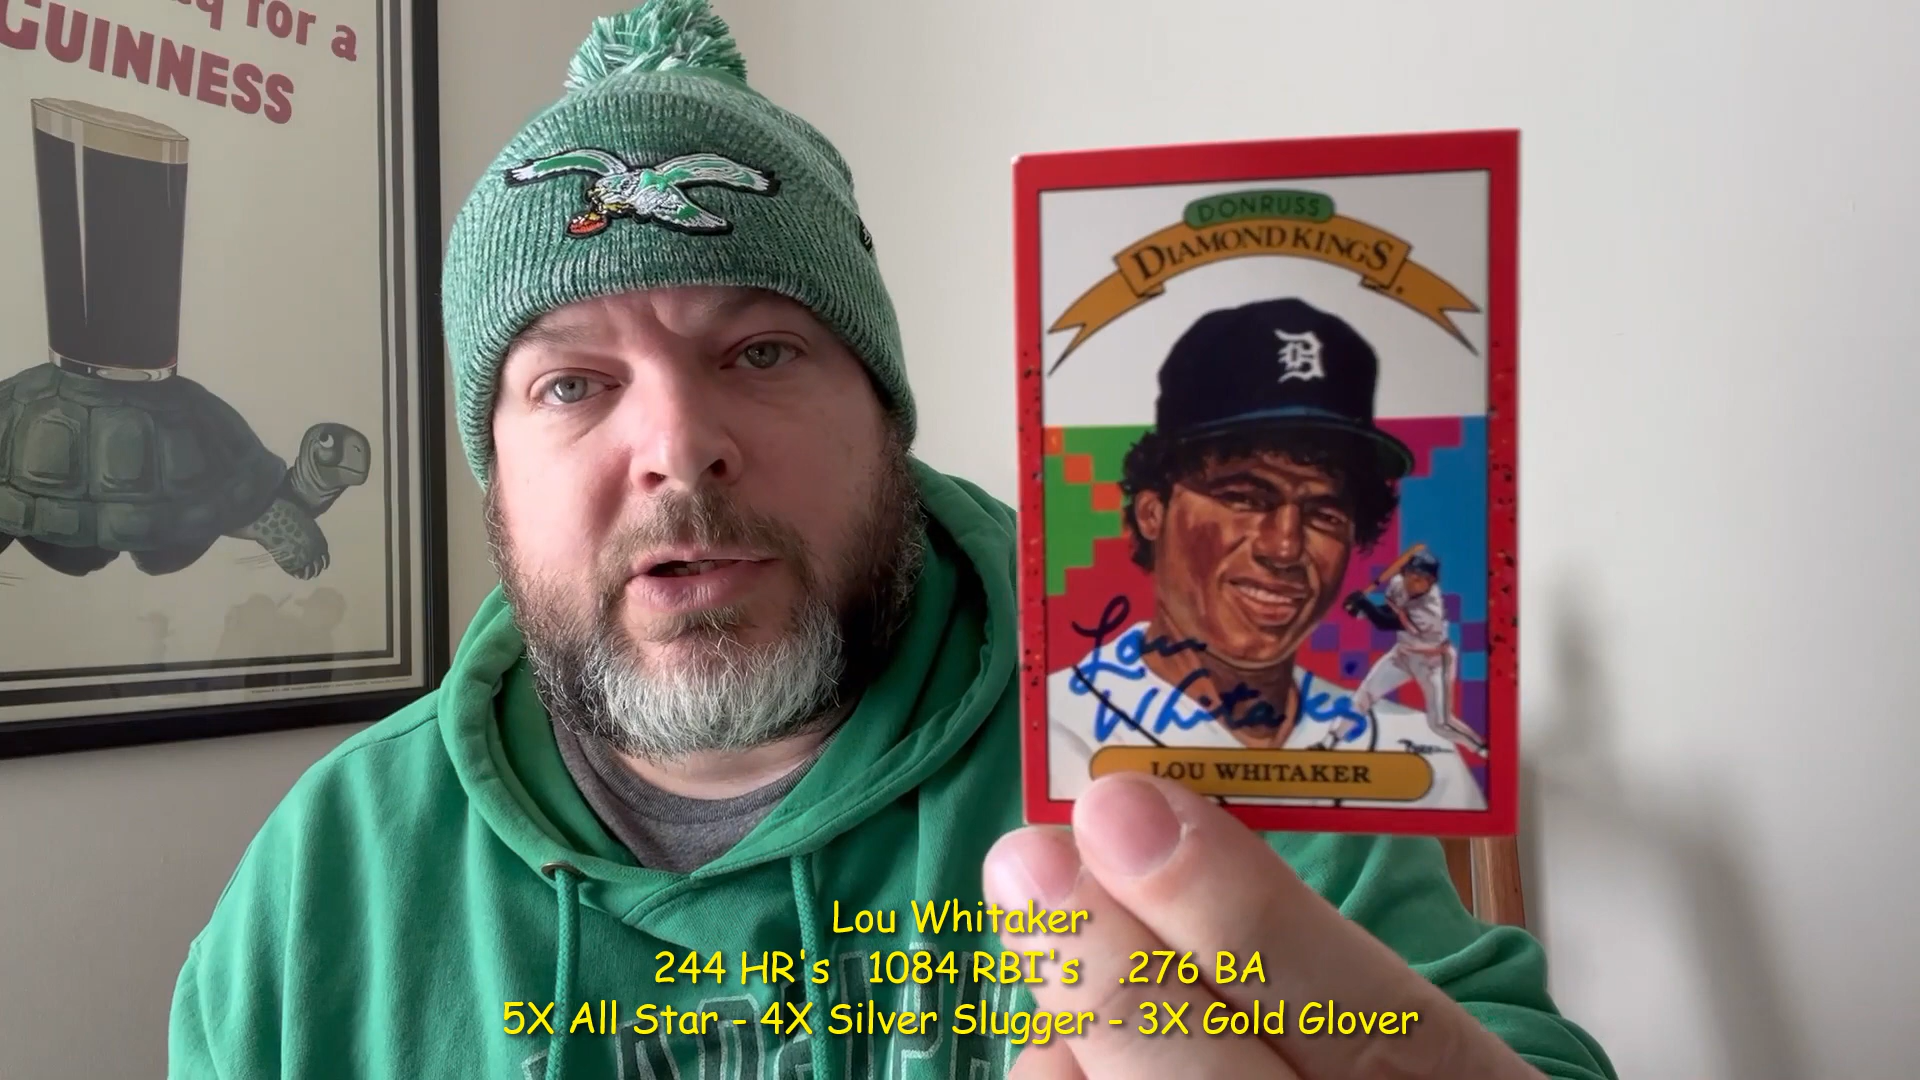 for a
GUINNESS
DONRUSS
DIAMOND KINGS
D
Lou
Whitaker
LOU WHITAKER
Lou Whitaker
244 HR's 1084 RBI's .276 BA
5X All Star - 4X Silver Slugger - 3X Gold Glover